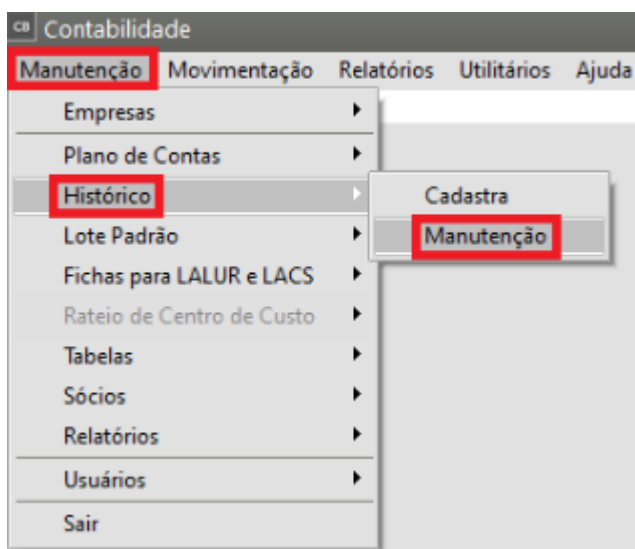 CB Contabilidade
Manutenção Movimentação Relatórios Utilitários Ajuda
Empresas
Plano de Contas
Histórico
Cadastra
Lote Padrão
Manutenção
Fichas para LALUR e LACS
Rateio de Centro de Custo
Tabelas
Sócios
Relatórios
Usuários
Sair